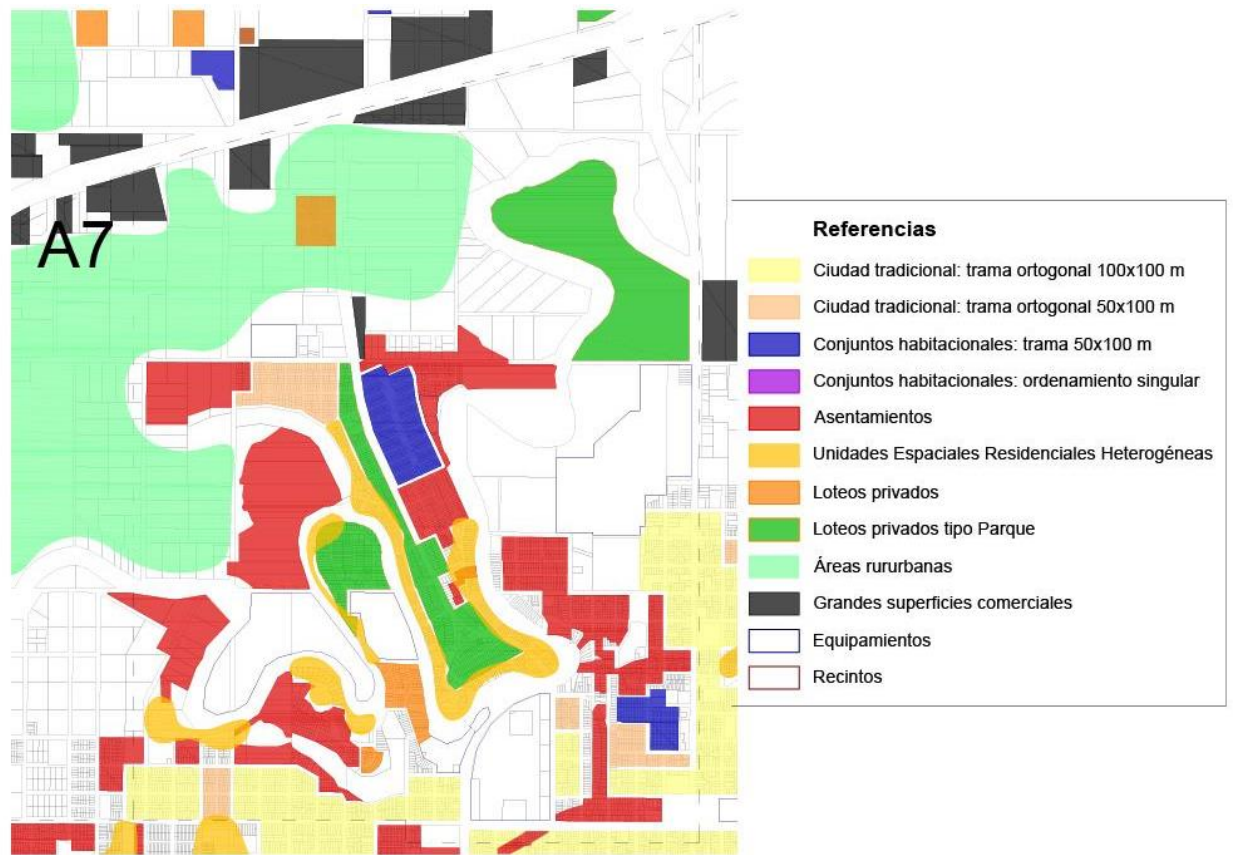 A7
Referencias
Ciudad tradicional: trama ortogonal 100x100 m
Ciudad tradicional: trama ortogonal 50x100 m
Conjuntos habitacionales: trama 50x100 m
Conjuntos habitacionales: ordenamiento singular
Asentamientos
Unidades Espaciales Residenciales Heterogéneas
Loteos privados
Loteos privados tipo Parque
Áreas rururbanas
Grandes superficies comerciales
Equipamientos
Recintos